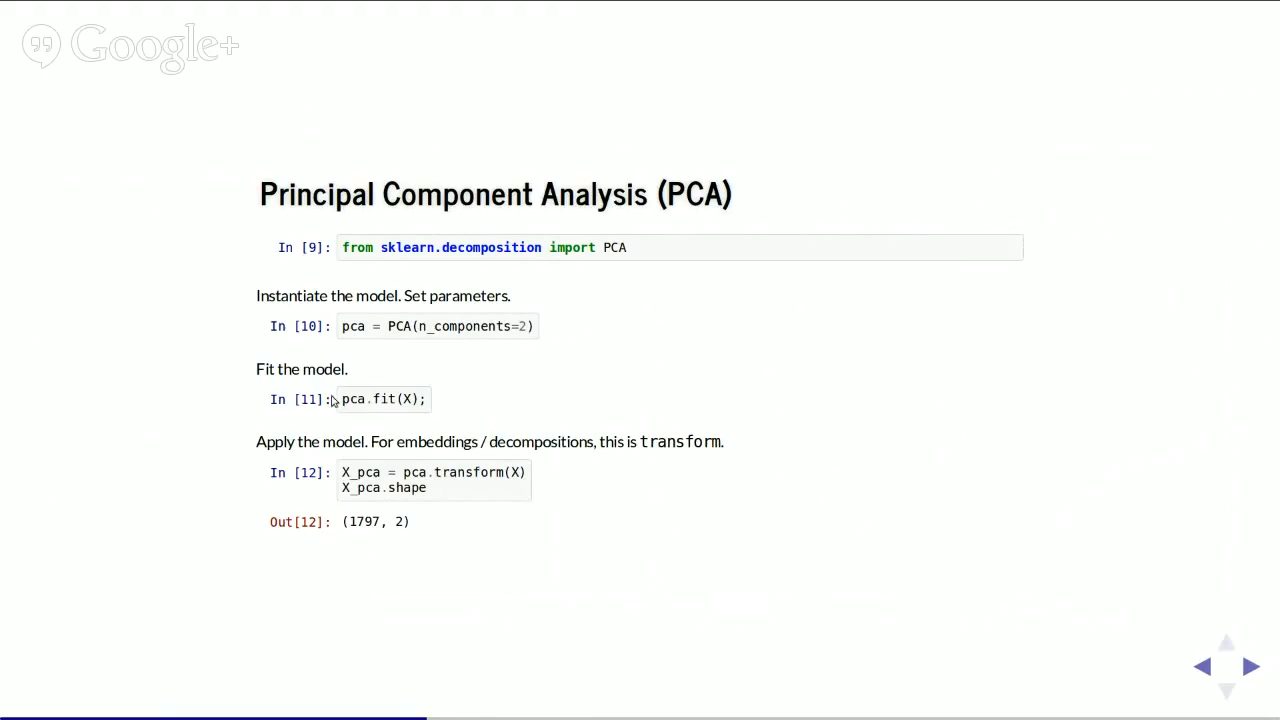 Google+
Principal Component Analysis (PCA)
In [9]: from sklearn.decomposition import PCA
Instantiate the model. Set parameters.
In [10]: pca = PCA(n_components=2)
Fit the model.
In [11]: pca.fit(X);
Apply the model. For embeddings / decompositions, this is transform.
In [12]: X_pca = pca.transform(X)
X_pca.shape
Out[12]: (1797, 2)